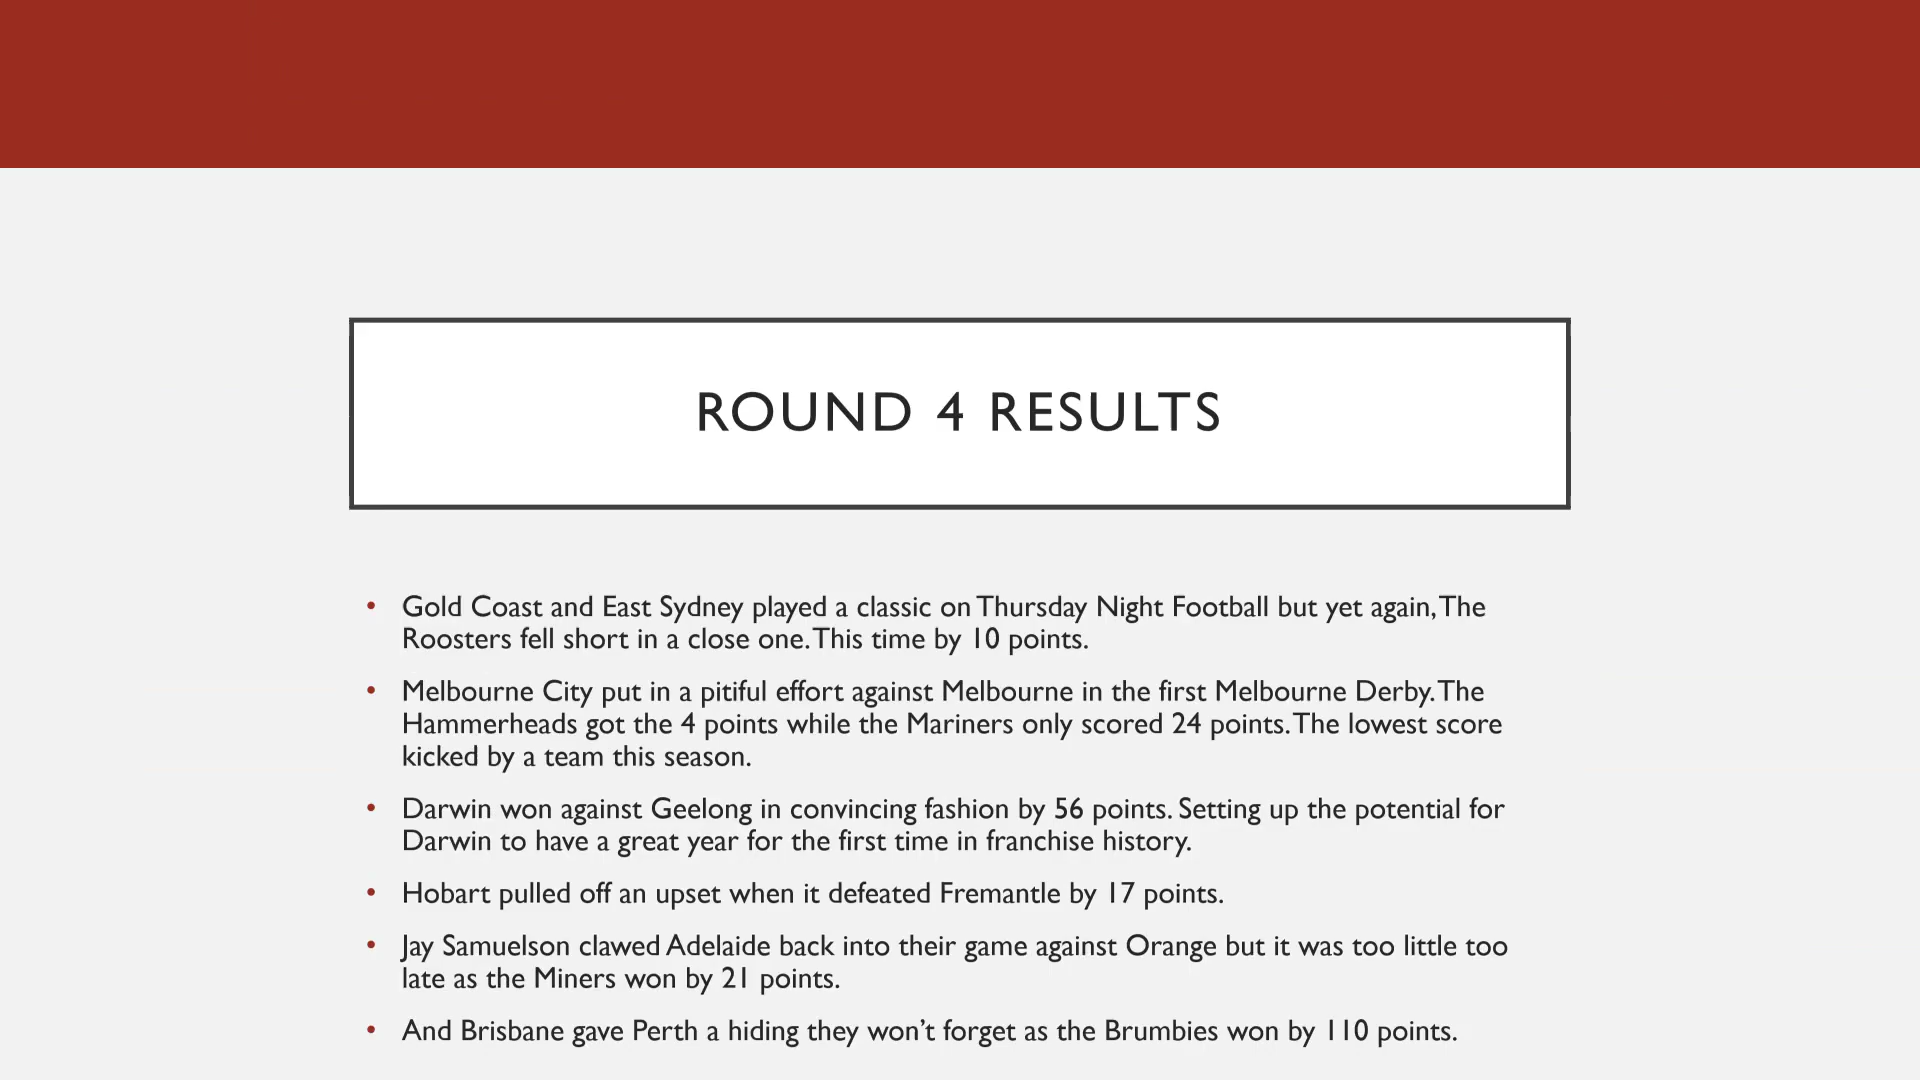 ROUND 4 RESULTS
• Gold Coast and East Sydney played a classic on Thursday Night Football but yet again, The
Roosters fell short in a close one. This time by 10 points.
• Melbourne City put in a pitiful effort against Melbourne in the first Melbourne Derby. The
Hammerheads got the 4 points while the Mariners only scored 24 points. The lowest score
kicked by a team this season.
• Darwin won against Geelong in convincing fashion by 56 points. Setting up the potential for
Darwin to have a great year for the first time in franchise history.
• Hobart pulled off an upset when it defeated Fremantle by 17 points.
• Jay Samuelson clawed Adelaide back into their game against Orange but it was too little too
late as the Miners won by 21 points.
• And Brisbane gave Perth a hiding they won’t forget as the Brumbies won by 110 points.